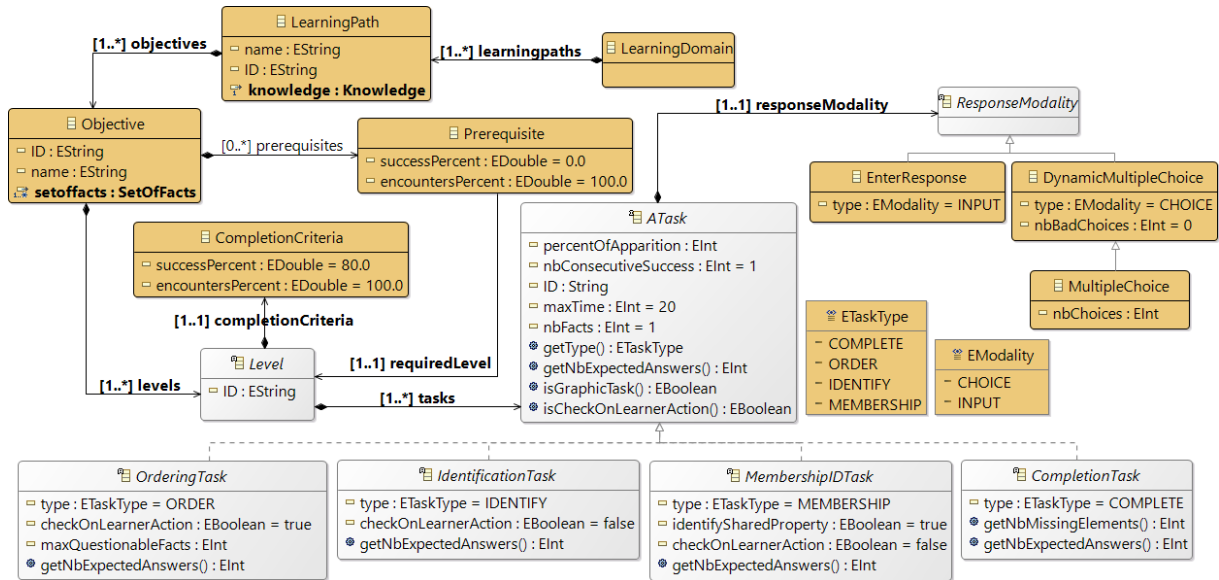 LearningPath
name : EString
ID : EString
knowledge : Knowledge
[1..*] objectives
[1..*] learningpaths
LearningDomain
[1..1] responseModality
ResponseModality
Objective
ID : EString
name : EString
setoffacts : SetOfFacts
[0..*] prerequisites
Prerequisite
successPercent : EDouble = 0.0
encountersPercent : EDouble = 100.0
EnterResponse
type : EModality = INPUT
DynamicMultipleChoice
type : EModality = CHOICE
nbBadChoices : EInt = 0
CompletionCriteria
successPercent : EDouble = 80.0
encountersPercent : EDouble = 100.0
ATask
percentOfApparition : EInt
nbConsecutiveSuccess : EInt = 1
ID : String
maxTime : EInt = 20
nbFacts : EInt = 1
getType() : ETaskType
getNbExpectedAnswers() : EInt
isGraphicTask() : EBoolean
isCheckOnLearnerAction() : EBoolean
MultipleChoice
nbChoices : EInt
ETaskType
COMPLETE
ORDER
IDENTIFY
MEMBERSHIP
EModality
CHOICE
INPUT
[1..1] completionCriteria
Level
ID : EString
[1..1] requiredLevel
[1..*] levels
[1..*] tasks
OrderingTask
type : ETaskType = ORDER
checkOnLearnerAction : EBoolean = true
maxQuestionableFacts : EInt
getNbExpectedAnswers() : EInt
IdentificationTask
type : ETaskType = IDENTIFY
checkOnLearnerAction : EBoolean = false
getNbExpectedAnswers() : EInt
MembershipIDTask
type : ETaskType = MEMBERSHIP
identifySharedProperty : EBoolean = true
checkOnLearnerAction : EBoolean = false
getNbExpectedAnswers() : EInt
CompletionTask
type : ETaskType = COMPLETE
getNbMissingElements() : EInt
getNbExpectedAnswers() : EInt